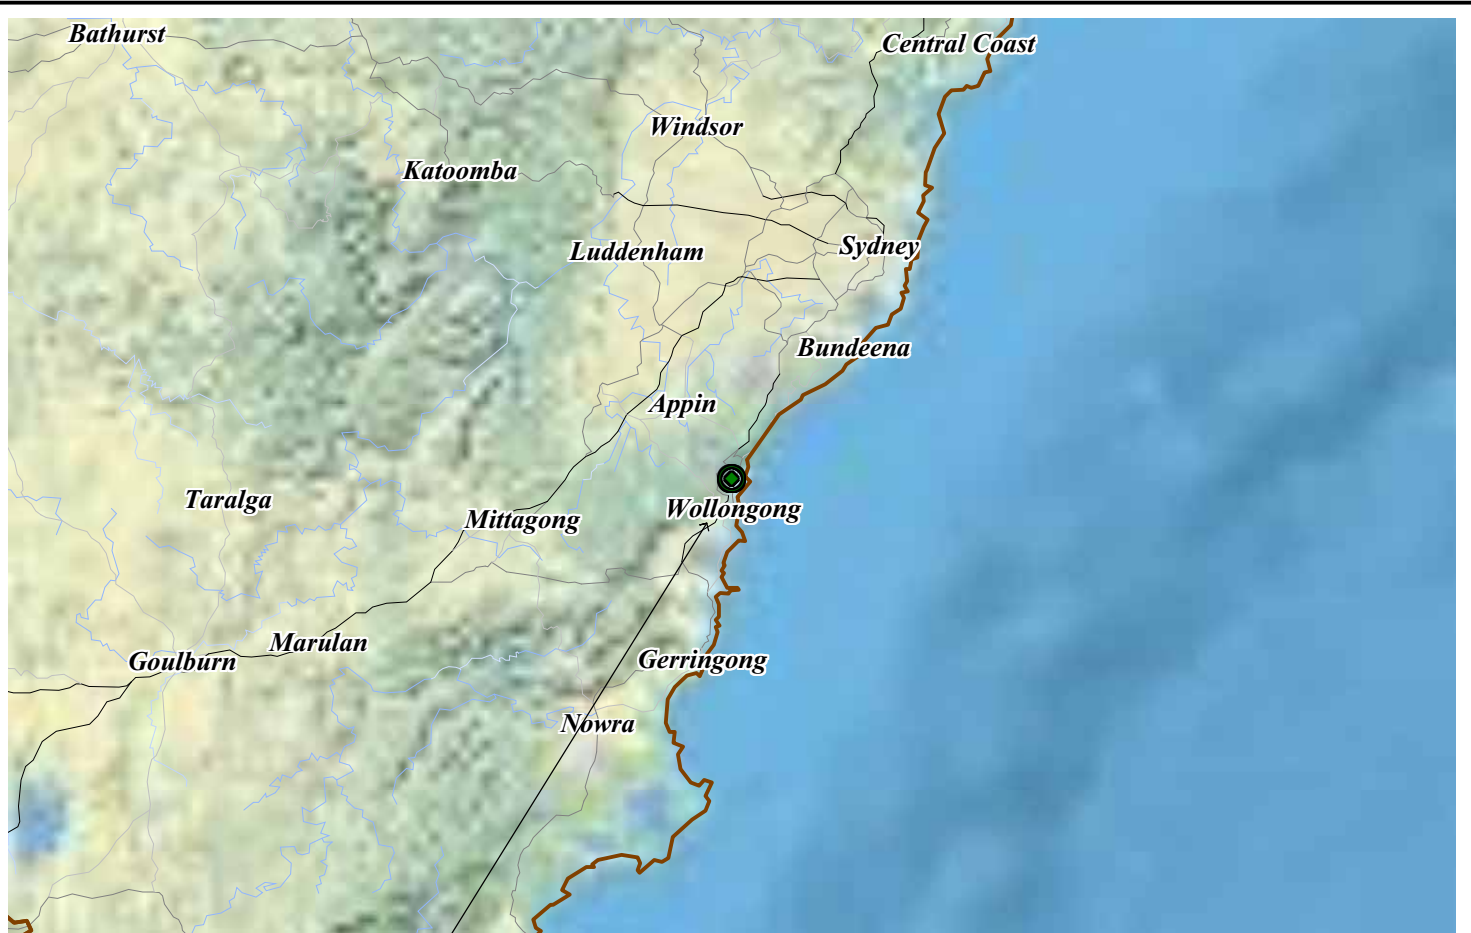 Bathurst
Central Coast
Windsor
Katoomba
Sydney
Luddenham
Bundeena
Appin
Taralga
Wollongong
Mittagong
Marulan
Goulburn
Gerringong
Nowra